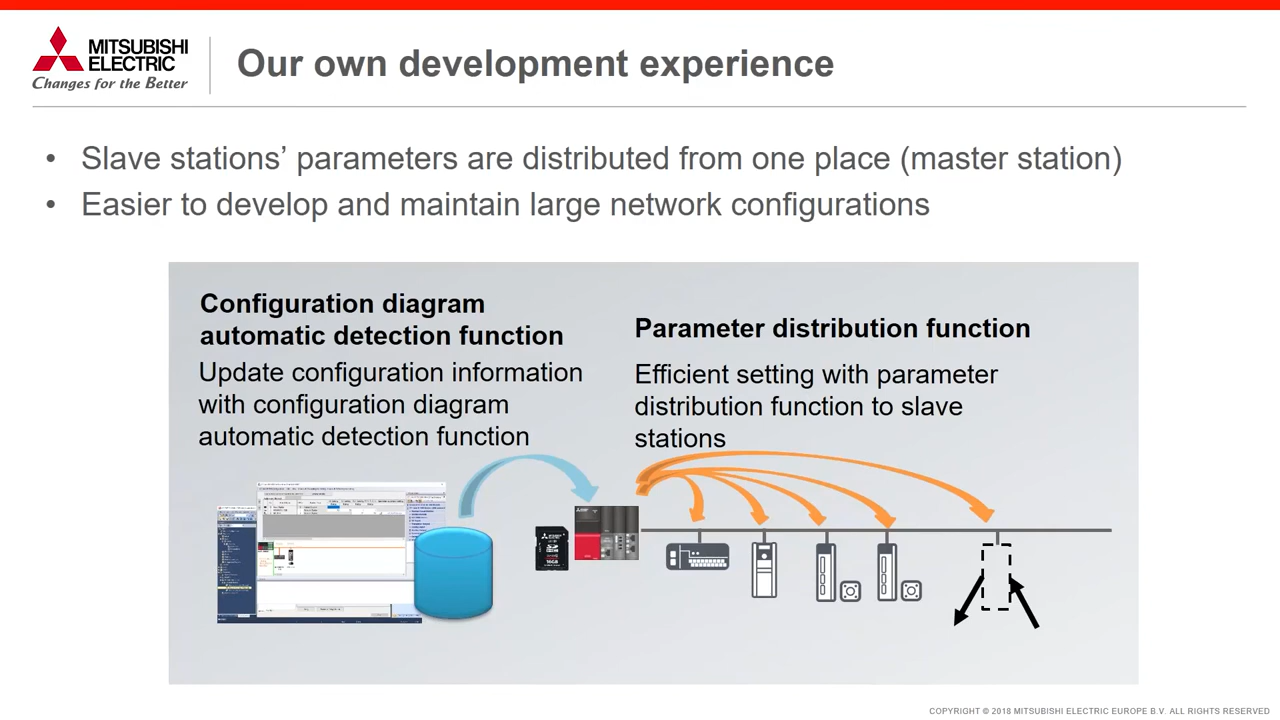 MITSUBISHI
ELECTRIC
Changes for the Better
Our own development experience
• Slave stations’ parameters are distributed from one place (master station)
• Easier to develop and maintain large network configurations
Configuration diagram
automatic detection function
Update configuration information
with configuration diagram
automatic detection function
Parameter distribution function
Efficient setting with parameter
distribution function to slave
stations
COPYRIGHT © 2018 MITSUBISHI ELECTRIC EUROPE B.V. ALL RIGHTS RESERVED